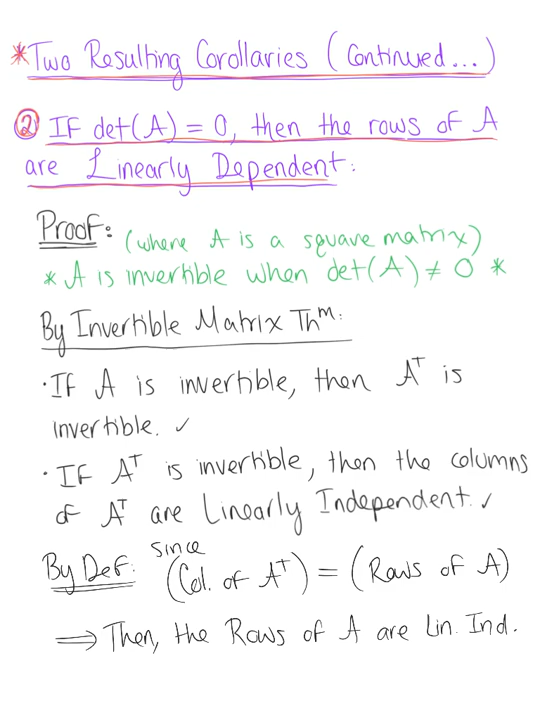 *Two Resulting Corollaries (Continued...)
② IF det(A) = 0, then the rows of A
are Linearly Dependent:
Proof: (where A is a square matrix)
* A is invertible when det(A) ≠ 0 *
By Invertible Matrix Thᵐ:
· If A is invertible, then Aᵀ is
invertible. ✓
· If Aᵀ is invertible, then the columns
of Aᵀ are Linearly Independent. ✓
By Def: since (Col. of Aᵀ) = (Rows of A)
⟹ Then, the Rows of A are Lin. Ind.